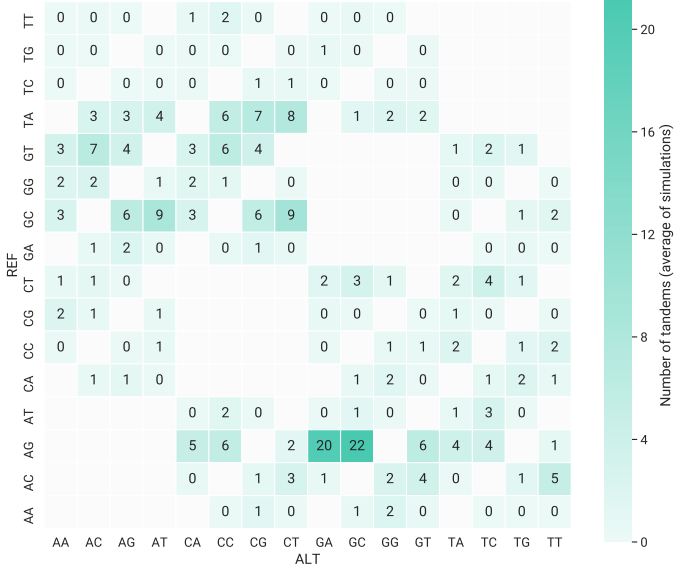 TT 0 0 0 1 2 0 0 0 0
TG 0 0 0 0 0 0 1 0 0
TC 0 0 0 0 1 1 0 0 0
TA 3 3 4 6 7 8 1 2 2
GT 3 7 4 3 6 4 1 2 1
GG 2 2 1 2 1 0 0 0 0
GC 3 6 9 3 6 9 0 1 2
GA 1 2 0 0 1 0 0 0 0
CT 1 1 0 2 3 1 2 4 1
CG 2 1 1 0 0 0 1 0 0
CC 0 0 1 0 1 1 2 1 2
CA 1 1 0 1 2 0 1 2 1
AT 0 2 0 0 1 0 1 3 0
AG 5 6 2 20 22 6 4 4 1
AC 0 1 3 1 2 4 0 1 5
AA 0 1 0 1 2 0 0 0 0
AA AC AG AT CA CC CG CT GA GC GG GT TA TC TG TT
ALT
REF
20
16
12
8
4
0
Number of tandems (average of simulations)